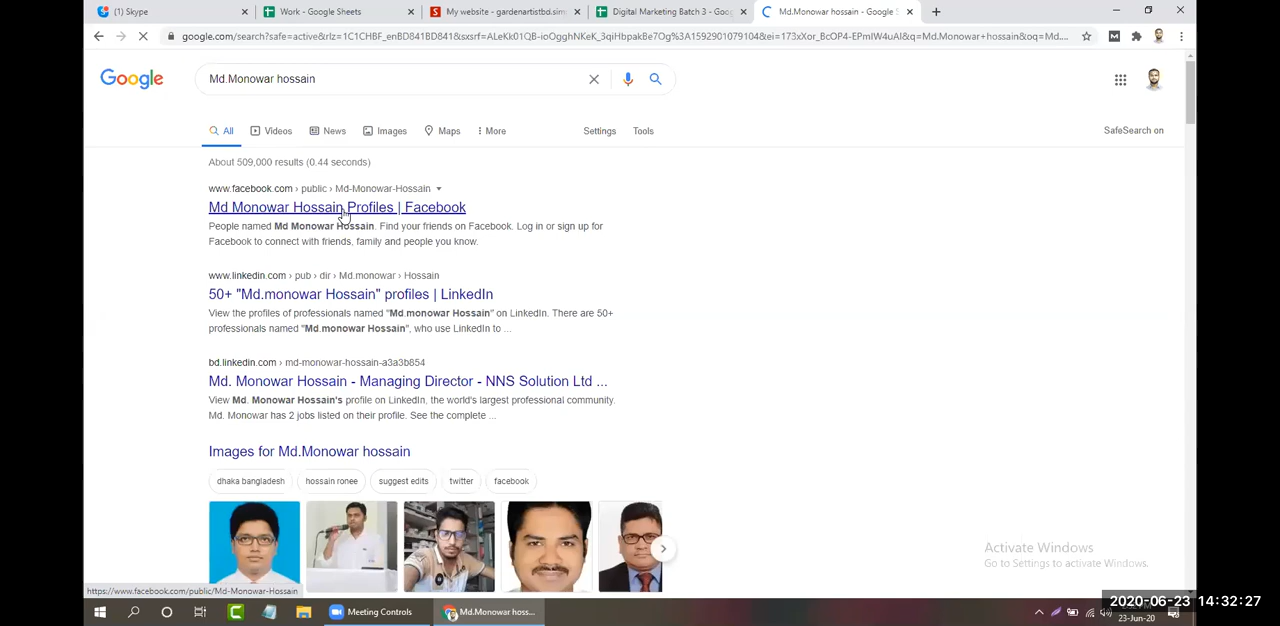 (1) Skype
Work - Google Sheets
My website - gardenartistbd.sim
Digital Marketing Batch 3 - Goog
Md.Monowar hossain - Google S
google.com/search?safe=active&rlz=1C1CHBF_enBD841BD841&sxsrf=ALeKk01QB-ioOgghNKeK_3qiHbpakBe7Og%3A1592901079104&ei=173xXor_BcOP4-EPmIW4uAI&q=Md.Monowar+hossain&oq=Md....
Google
Md.Monowar hossain
All
Videos
News
Images
Maps
More
Settings
Tools
SafeSearch on
About 509,000 results (0.44 seconds)
www.facebook.com › public › Md-Monowar-Hossain
Md Monowar Hossain Profiles | Facebook
People named Md Monowar Hossain. Find your friends on Facebook. Log in or sign up for
Facebook to connect with friends, family and people you know.
www.linkedin.com › pub › dir › Md.monowar › Hossain
50+ "Md.monowar Hossain" profiles | LinkedIn
View the profiles of professionals named "Md.monowar Hossain" on LinkedIn. There are 50+
professionals named "Md.monowar Hossain", who use LinkedIn to ...
bd.linkedin.com › md-monowar-hossain-a3a3b854
Md. Monowar Hossain - Managing Director - NNS Solution Ltd ...
View Md. Monowar Hossain's profile on LinkedIn, the world's largest professional community.
Md. Monowar has 2 jobs listed on their profile. See the complete ...
Images for Md.Monowar hossain
dhaka bangladesh
hossain ronee
suggest edits
twitter
facebook
Activate Windows
Go to Settings to activate Windows.
https://www.facebook.com/public/Md-Monowar-Hossain
Meeting Controls
Md.Monowar hoss...
2020-06-23 14:32:27
23-Jun-20